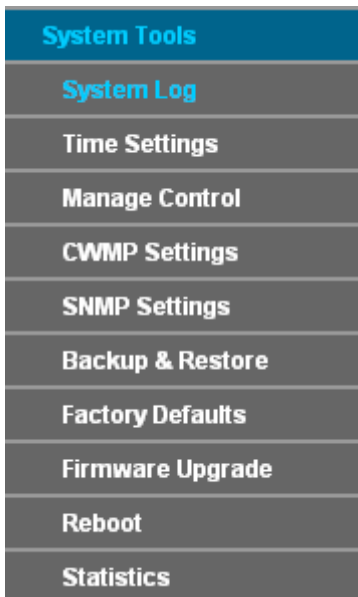 System Tools
System Log
Time Settings
Manage Control
CWMP Settings
SNMP Settings
Backup & Restore
Factory Defaults
Firmware Upgrade
Reboot
Statistics